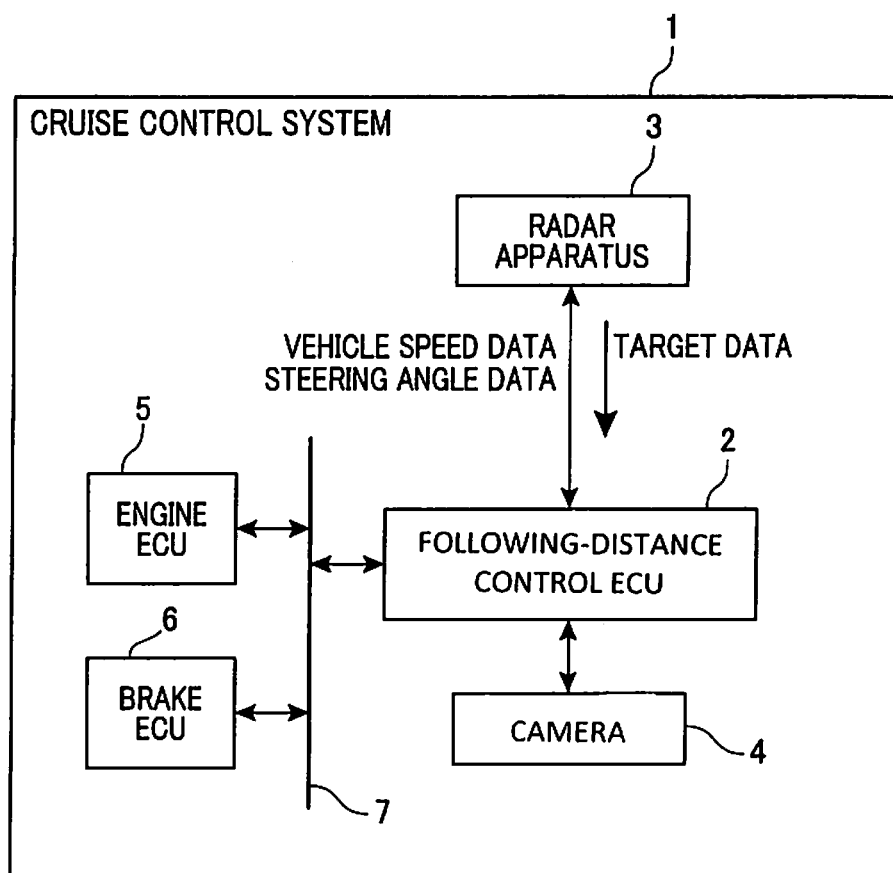 1
CRUISE CONTROL SYSTEM
3
RADAR
APPARATUS
VEHICLE SPEED DATA
STEERING ANGLE DATA
TARGET DATA
5
2
ENGINE
ECU
FOLLOWING-DISTANCE
CONTROL ECU
6
BRAKE
ECU
CAMERA
4
7